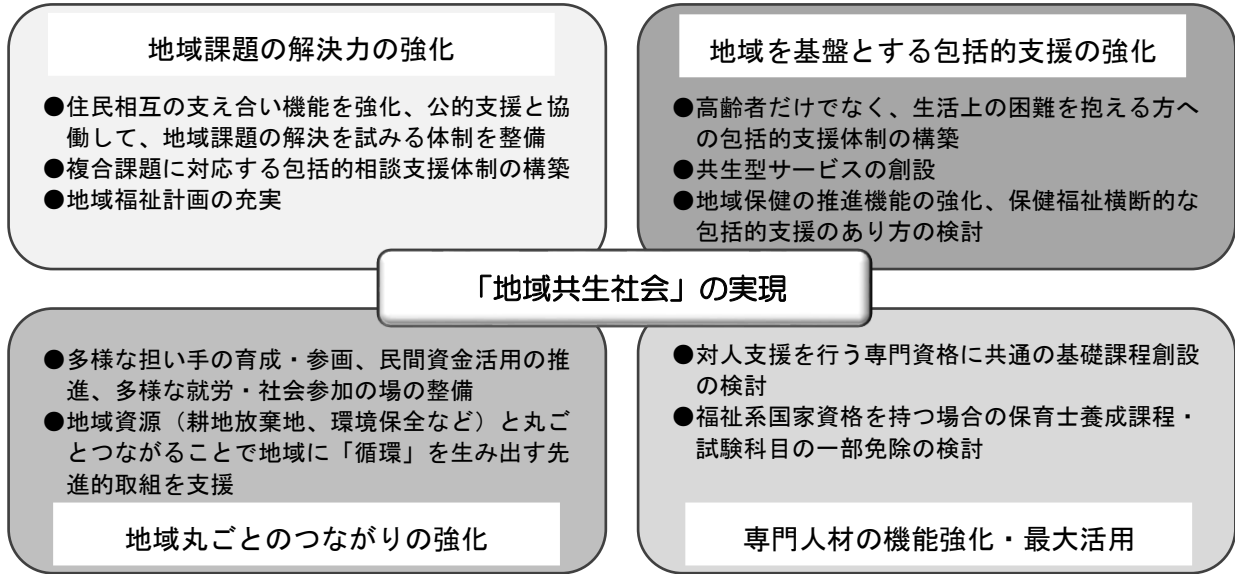 地域課題の解決力の強化
●住民相互の支え合い機能を強化、公的支援と協
働して、地域課題の解決を試みる体制を整備
●複合課題に対応する包括的相談支援体制の構築
●地域福祉計画の充実
地域を基盤とする包括的支援の強化
●高齢者だけでなく、生活上の困難を抱える方へ
の包括的支援体制の構築
●共生型サービスの創設
●地域保健の推進機能の強化、保健福祉横断的な
包括的支援のあり方の検討
「地域共生社会」の実現
●多様な担い手の育成・参画、民間資金活用の推
進、多様な就労・社会参加の場の整備
●地域資源（耕地放棄地、環境保全など）と丸ご
とつながることで地域に「循環」を生み出す先
進的取組を支援
地域丸ごとのつながりの強化
●対人支援を行う専門資格に共通の基礎課程創設
の検討
●福祉系国家資格を持つ場合の保育士養成課程・
試験科目の一部免除の検討
専門人材の機能強化・最大活用